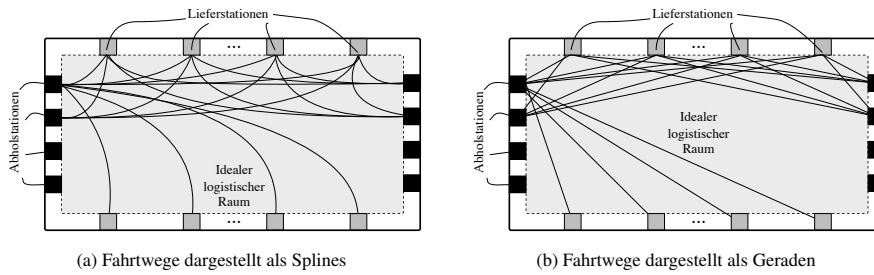 Lieferstationen
...
Abholstationen
Idealer
logistischer
Raum
...
(a) Fahrtwege dargestellt als Splines
Lieferstationen
...
Abholstationen
Idealer
logistischer
Raum
...
(b) Fahrtwege dargestellt als Geraden